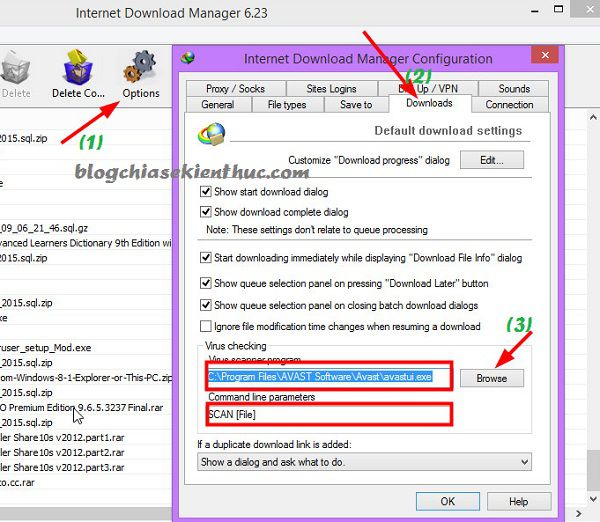 Internet Download Manager 6.23
Delete
Delete Co...
Options
(1)
2015.sql.zip
_09_06_21_46.sql.gz
vanced Learners Dictionary 9th Edition wi
_2015.sql.zip
2015.sql.zip
xe
ruser_setup_Mod.exe
_2015.sql.zip
om-Windows-8-1-Explorer-or-This-PC.zip
O Premium Edition 9.6.5.3237 Final.rar
ler Share10s v2012.part1.rar
ler Share10s v2012.part2.rar
ler Share10s v2012.part3.rar
to.cc.rar
Internet Download Manager Configuration
(2)
Proxy / Socks
Sites Logins
Up / VPN
Sounds
General
File types
Save to
Downloads
Connection
Default download settings
Customize "Download progress" dialog
Edit...
blogchiasekienthuc.com
Show start download dialog
Show download complete dialog
Note: These settings don't relate to queue processing
Start downloading immediately while displaying "Download File Info" dialog
Show queue selection panel on pressing "Download Later" button
Show queue selection panel on closing batch download dialogs
Ignore file modification time changes when resuming a download
(3)
Virus checking
Virus scanner program
C:\Program Files\AVAST Software\Avast\avastui.exe
Browse
Command line parameters
SCAN [File]
If a duplicate download link is added:
Show a dialog and ask what to do.
OK
Help